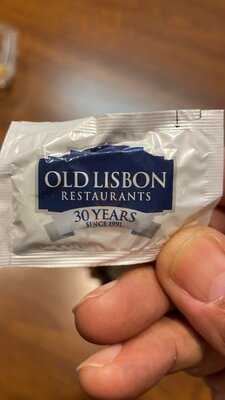 OLD LISBON
RESTAURANTS
30 YEARS
SINCE 1991